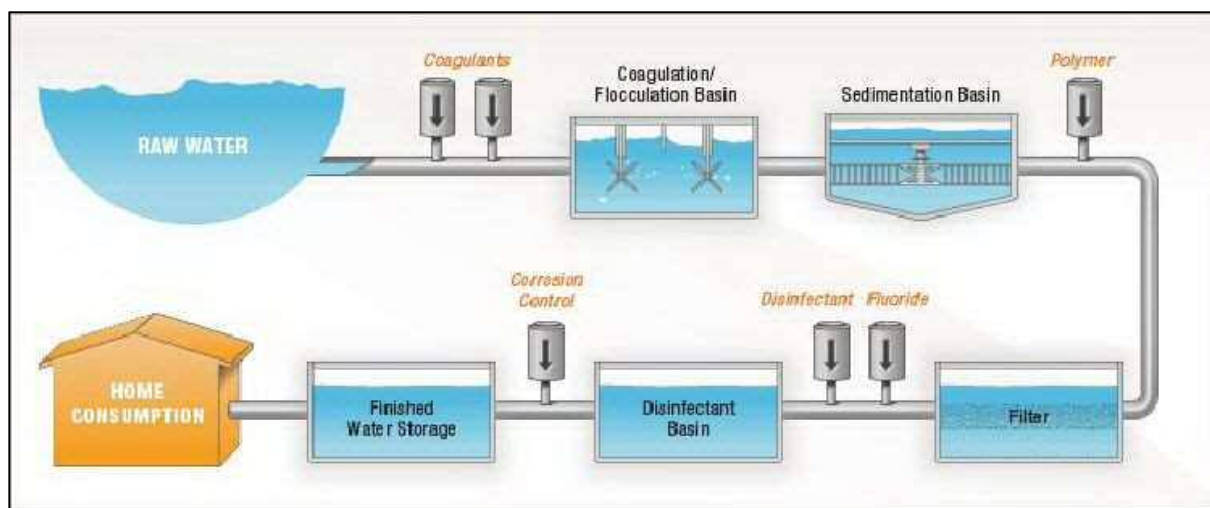 Coagulants
Coagulation/
Flocculation Basin
Sedimentation Basin
Polymer
RAW WATER
Corrosion
Control
Disinfectant
Fluoride
HOME
CONSUMPTION
Finished
Water Storage
Disinfectant
Basin
Filter